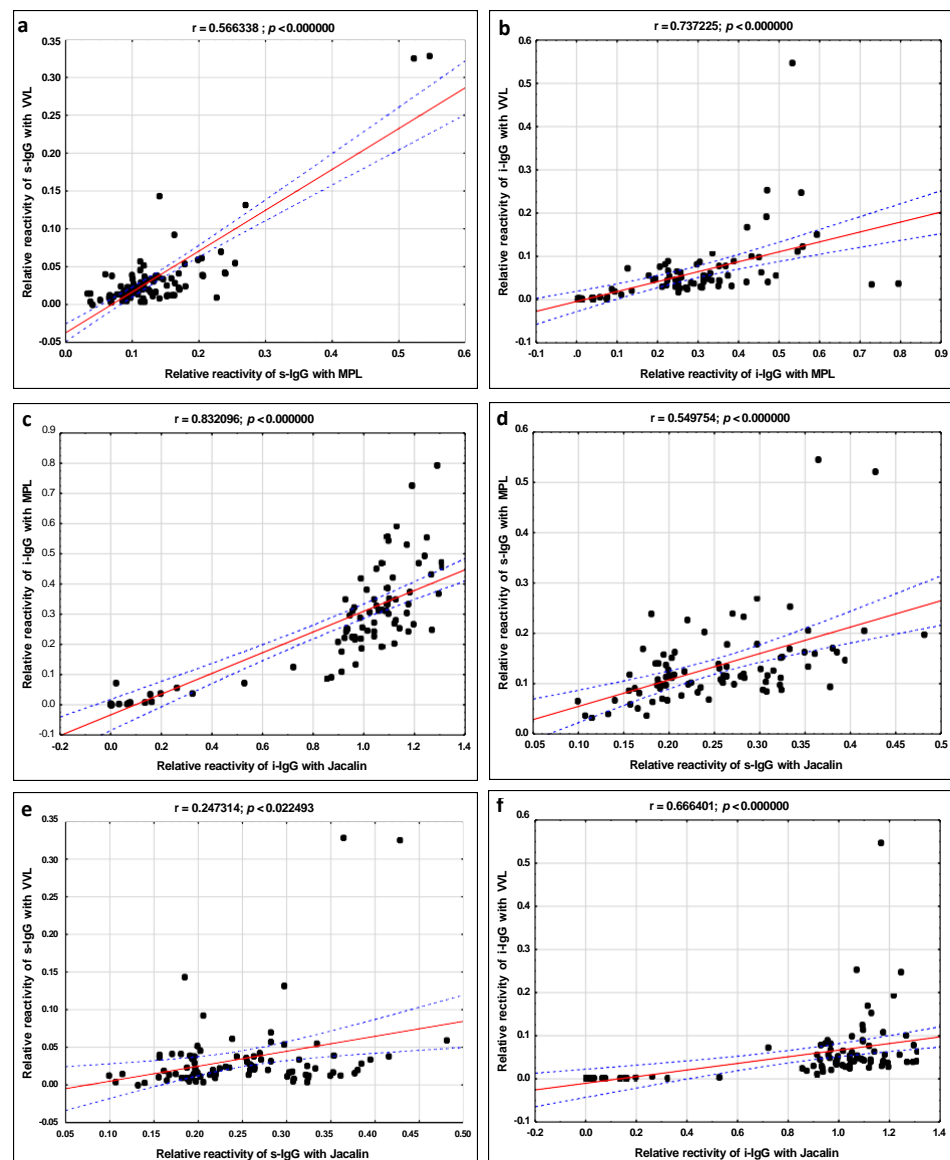 a
r = 0.566338 ; p <0.000000
0.35
0.30
0.25
0.20
0.15
0.10
0.05
0.00
-0.05
0.0 0.1 0.2 0.3 0.4 0.5 0.6
Relative reactivity of s-IgG with VVL
Relative reactivity of s-IgG with MPL
b
r = 0.737225; p <0.000000
0.6
0.5
0.4
0.3
0.2
0.1
0.0
-0.1
-0.1 .0 0.1 0.2 0.3 0.4 0.5 0.6 0.7 0.8 0.9
Relative reactivity of i-IgG with VVL
Relative reactivity of i-IgG with MPL
c
r = 0.832096; p <0.000000
0.9
0.8
0.7
0.6
0.5
0.4
0.3
0.2
0.1
0.0
-0.1
-0.2 0.0 0.2 0.4 0.6 0.8 1.0 1.2 1.4
Relative reactivity of i-IgG with MPL
Relative reactivity of i-IgG with Jacalin
d
r = 0.549754; p <0.000000
0.6
0.5
0.4
0.3
0.2
0.1
0.0
0.05 0.10 0.15 0.20 0.25 0.30 0.35 0.4 0.45 0.5
Relative reactivity of s-IgG with MPL
Relative reactivity of s-IgG with Jacalin
e
r = 0.247314; p <0.022493
0.35
0.30
0.25
0.20
0.15
0.10
0.05
0.00
-0.05
0.05 0.10 0.15 0.20 0.25 0.30 0.35 0.40 0.45 0.50
Relative reactivity of s-IgG with VVL
Relative reactivity of s-IgG with Jacalin
f
r = 0.666401; p <0.000000
0.6
0.5
0.4
0.3
0.2
0.1
0.0
-0.1
-0.2 0.0 0.2 0.4 0.6 0.8 1.0 1.2 1.4
Relative rectivity of i-IgG with VVL
Relative rectivity of i-IgG with Jacalin